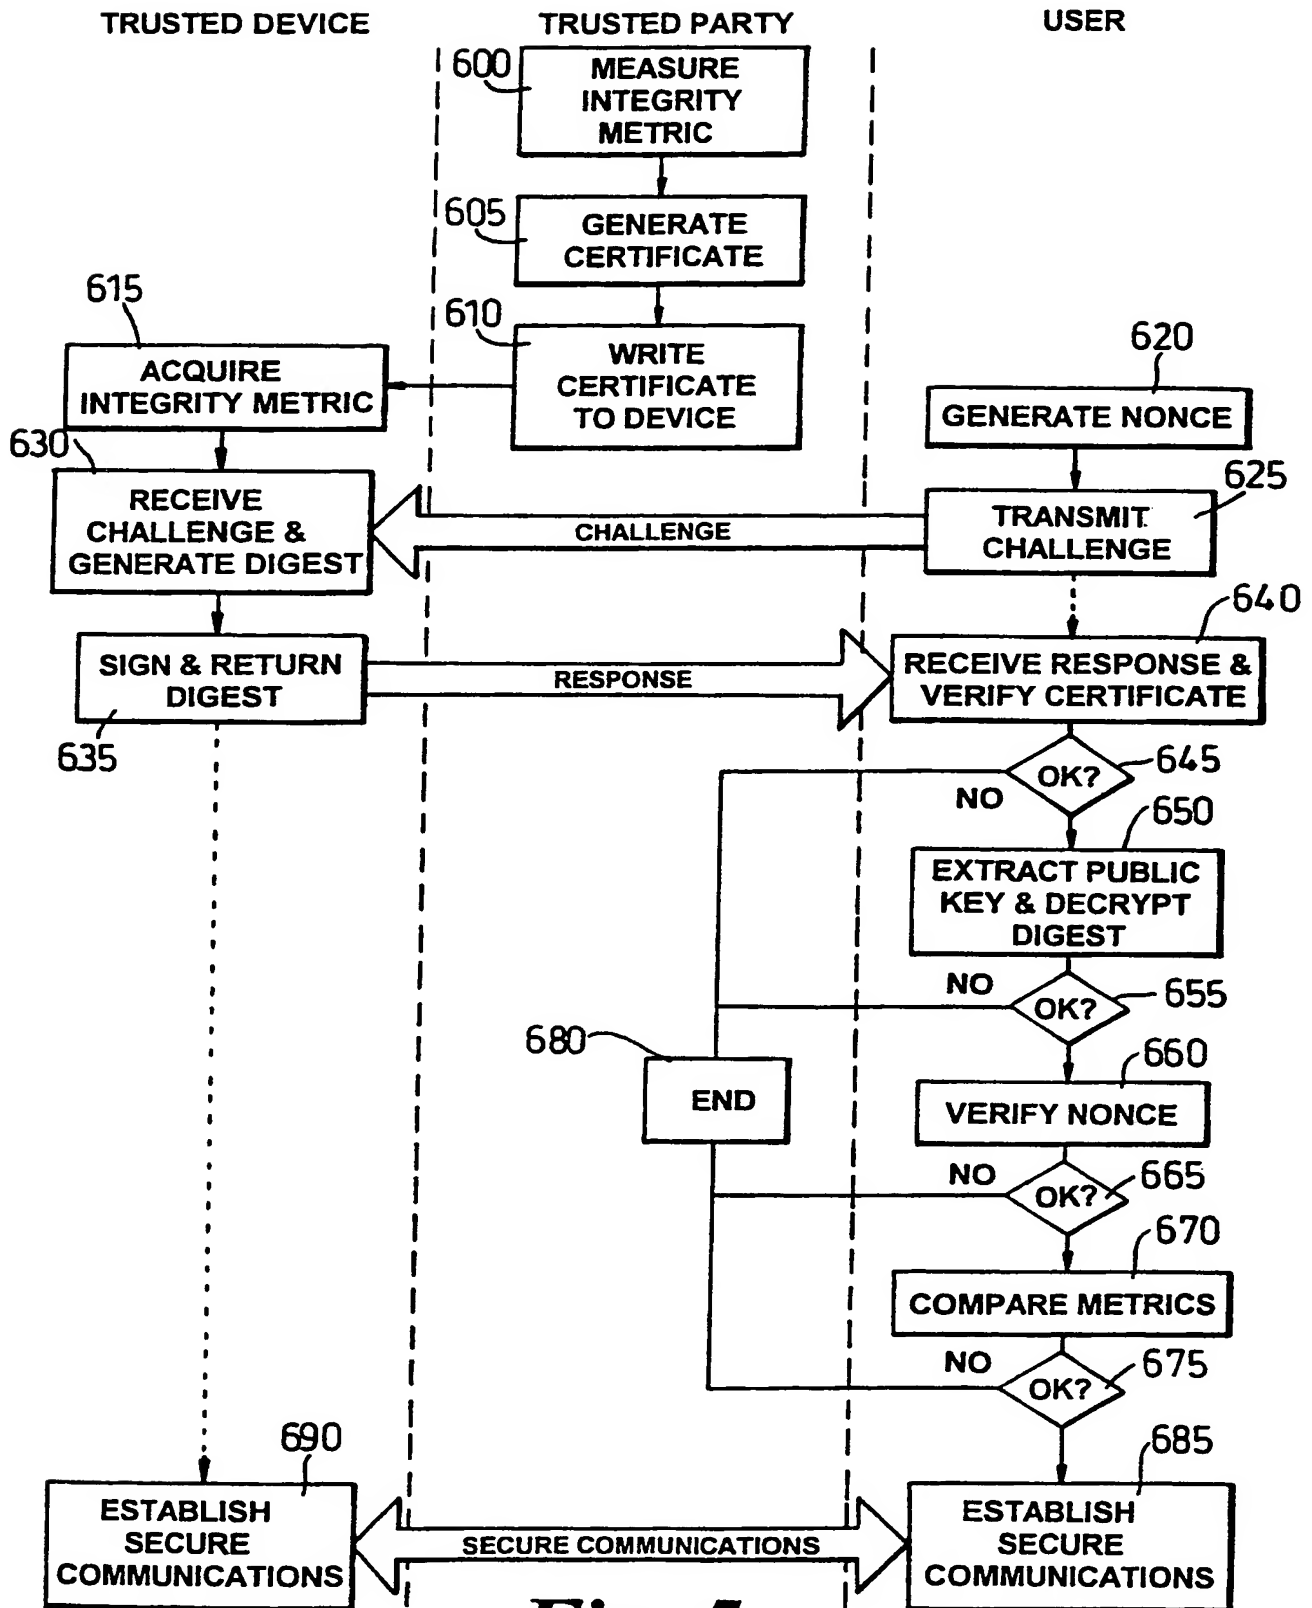 TRUSTED DEVICE
TRUSTED PARTY
USER
600
MEASURE
INTEGRITY
METRIC
605
GENERATE
CERTIFICATE
610
WRITE
CERTIFICATE
TO DEVICE
615
ACQUIRE
INTEGRITY METRIC
620
GENERATE NONCE
625
TRANSMIT
CHALLENGE
CHALLENGE
630
RECEIVE
CHALLENGE &
GENERATE DIGEST
635
SIGN & RETURN
DIGEST
RESPONSE
640
RECEIVE RESPONSE &
VERIFY CERTIFICATE
645
OK?
NO
650
EXTRACT PUBLIC
KEY & DECRYPT
DIGEST
655
OK?
NO
680
END
660
VERIFY NONCE
665
OK?
NO
670
COMPARE METRICS
675
OK?
NO
690
ESTABLISH
SECURE
COMMUNICATIONS
SECURE COMMUNICATIONS
685
ESTABLISH
SECURE
COMMUNICATIONS